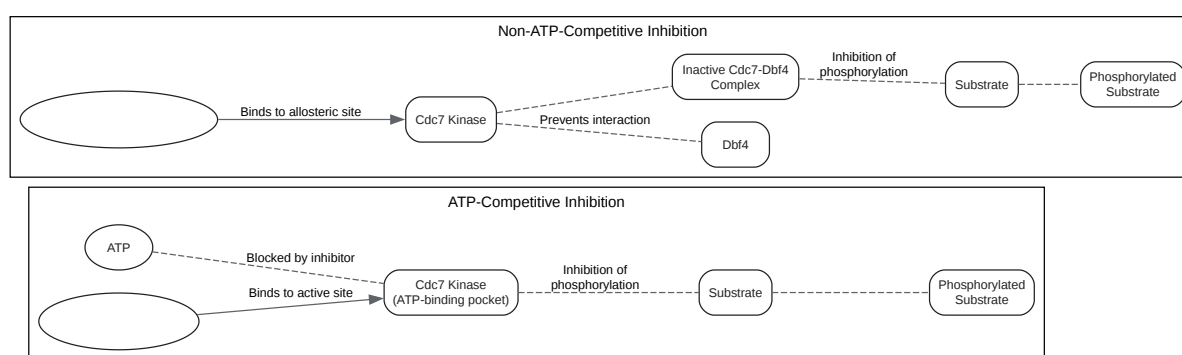 Non-ATP-Competitive Inhibition
Binds to allosteric site
Cdc7 Kinase
Prevents interaction
Inactive Cdc7-Dbf4
Complex
Dbf4
Inhibition of
phosphorylation
Substrate
Phosphorylated
Substrate
ATP-Competitive Inhibition
ATP
Blocked by inhibitor
Binds to active site
Cdc7 Kinase
(ATP-binding pocket)
Inhibition of
phosphorylation
Substrate
Phosphorylated
Substrate